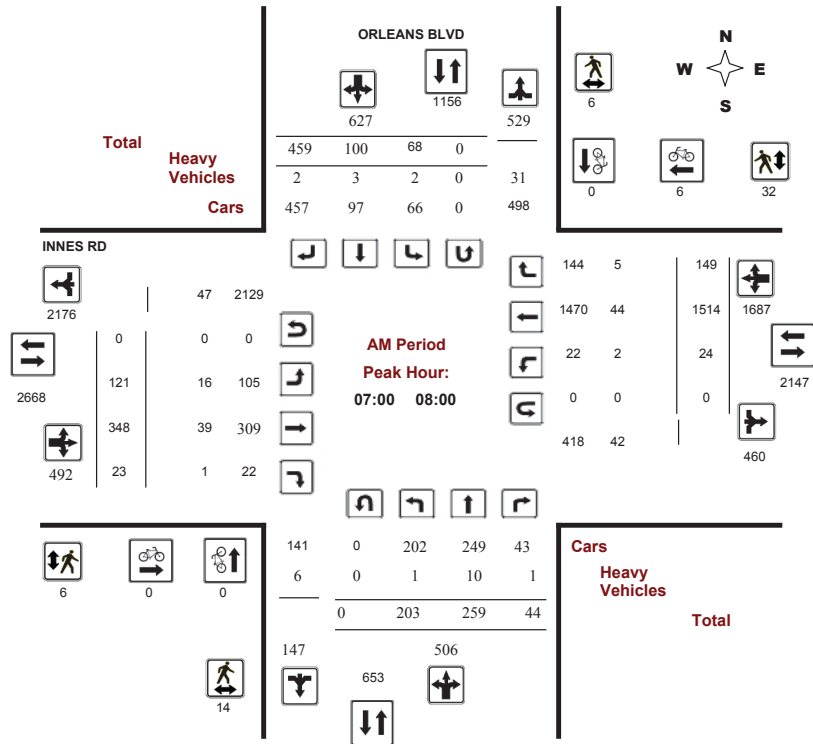 ORLEANS BLVD
N
W E
S
1156
6
627 529
Total 459 100 68 0
Heavy
Vehicles 2 3 2 0 31
Cars 457 97 66 0 498
0 6 32
INNES RD
2176 47 2129
144 5 149
1687
0 0 0
1470 44 1514
2668 121 16 105
AM Period
Peak Hour:
07:00 08:00
22 2 24
2147
348 39 309
0 0 0
492 23 1 22
418 42 460
141 0 202 249 43 Cars
6 0 1 10 1 Heavy
Vehicles
6 0 0
0 203 259 44 Total
147 506
653
14